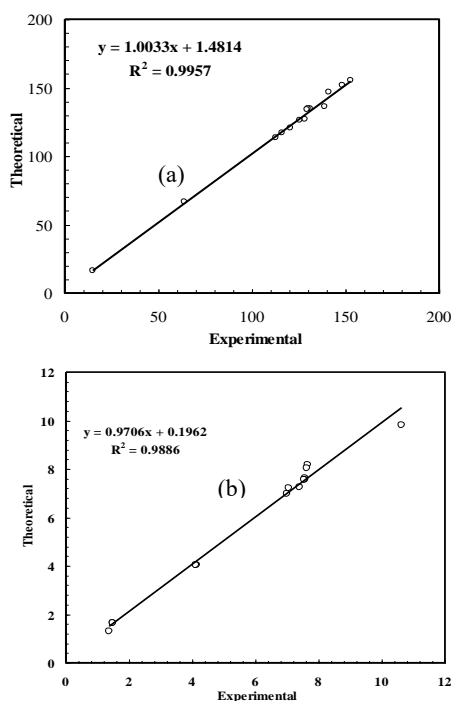 200
y = 1.0033x + 1.4814
R² = 0.9957
150
Theoretical
100
(a)
50
0
0 50 100 150 200
Experimental
12
10
y = 0.9706x + 0.1962
R² = 0.9886
8
(b)
Theoretical
6
4
2
0
0 2 4 6 8 10 12
Experimental